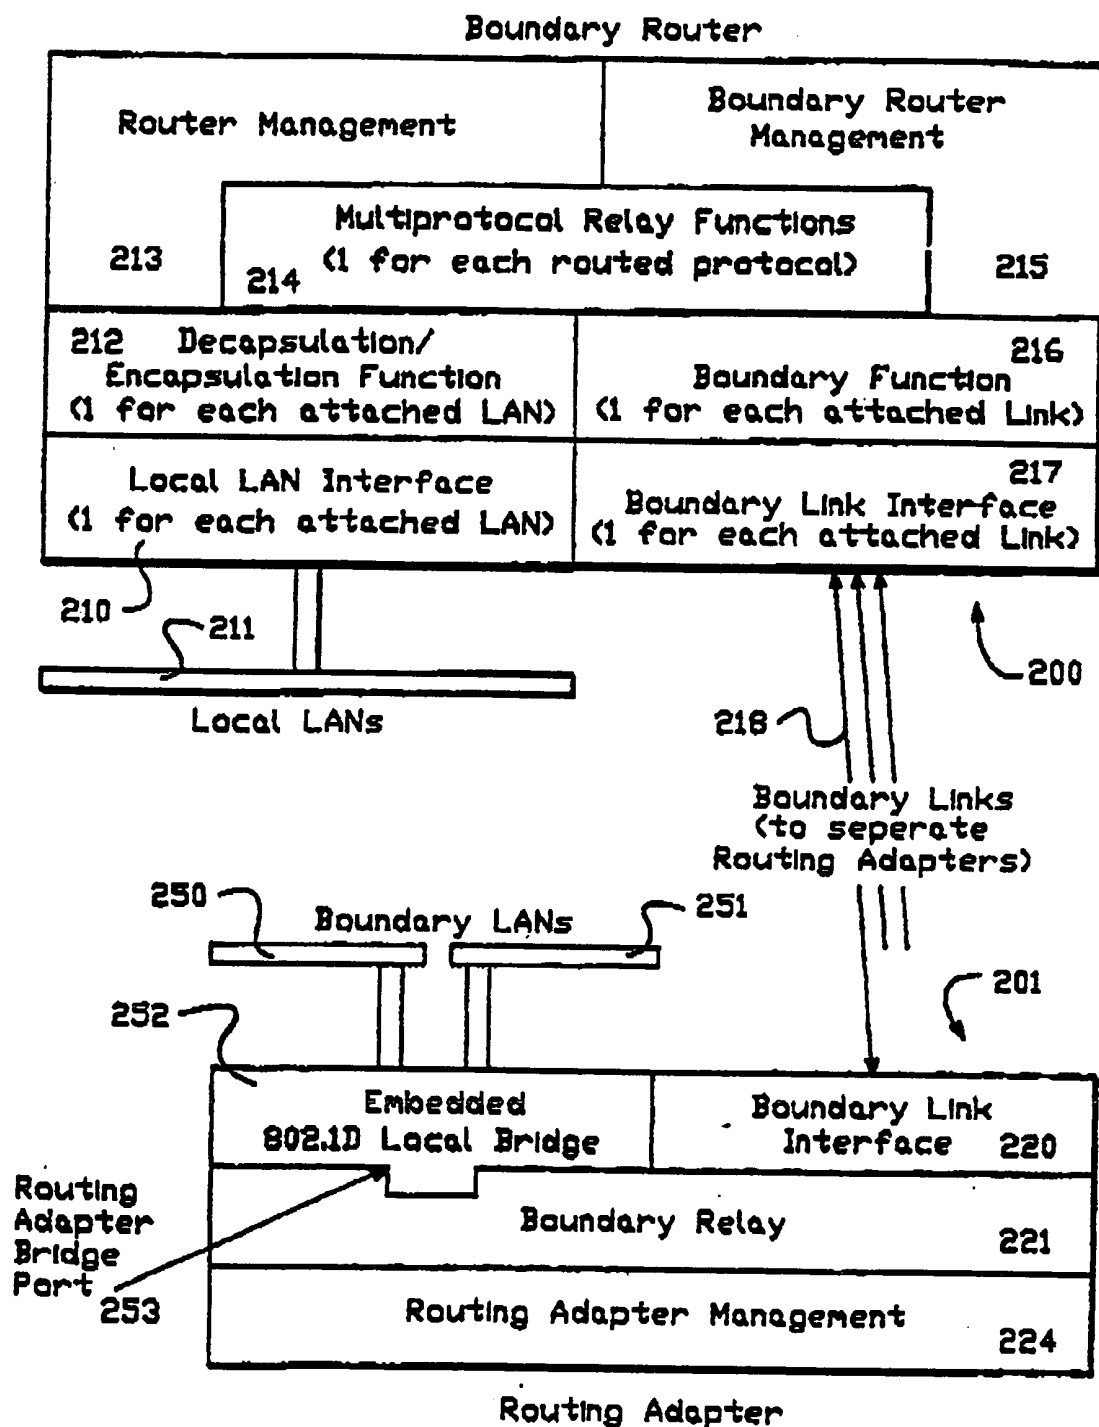 Boundary Router
Router Management
Boundary Router
Management
Multiprotocol Relay Functions
(1 for each routed protocol)
213
214
215
212 Decapsulation/
Encapsulation Function
(1 for each attached LAN)
216
Boundary Function
(1 for each attached Link)
Local LAN Interface
(1 for each attached LAN)
217
Boundary Link Interface
(1 for each attached Link)
210
211
Local LANs
200
218
Boundary Links
(to seperate
Routing Adapters)
250
Boundary LANs
251
252
201
Embedded
802.1D Local Bridge
Boundary Link
Interface
220
Routing
Adapter
Bridge
Port
253
Boundary Relay
221
Routing Adapter Management
224
Routing Adapter